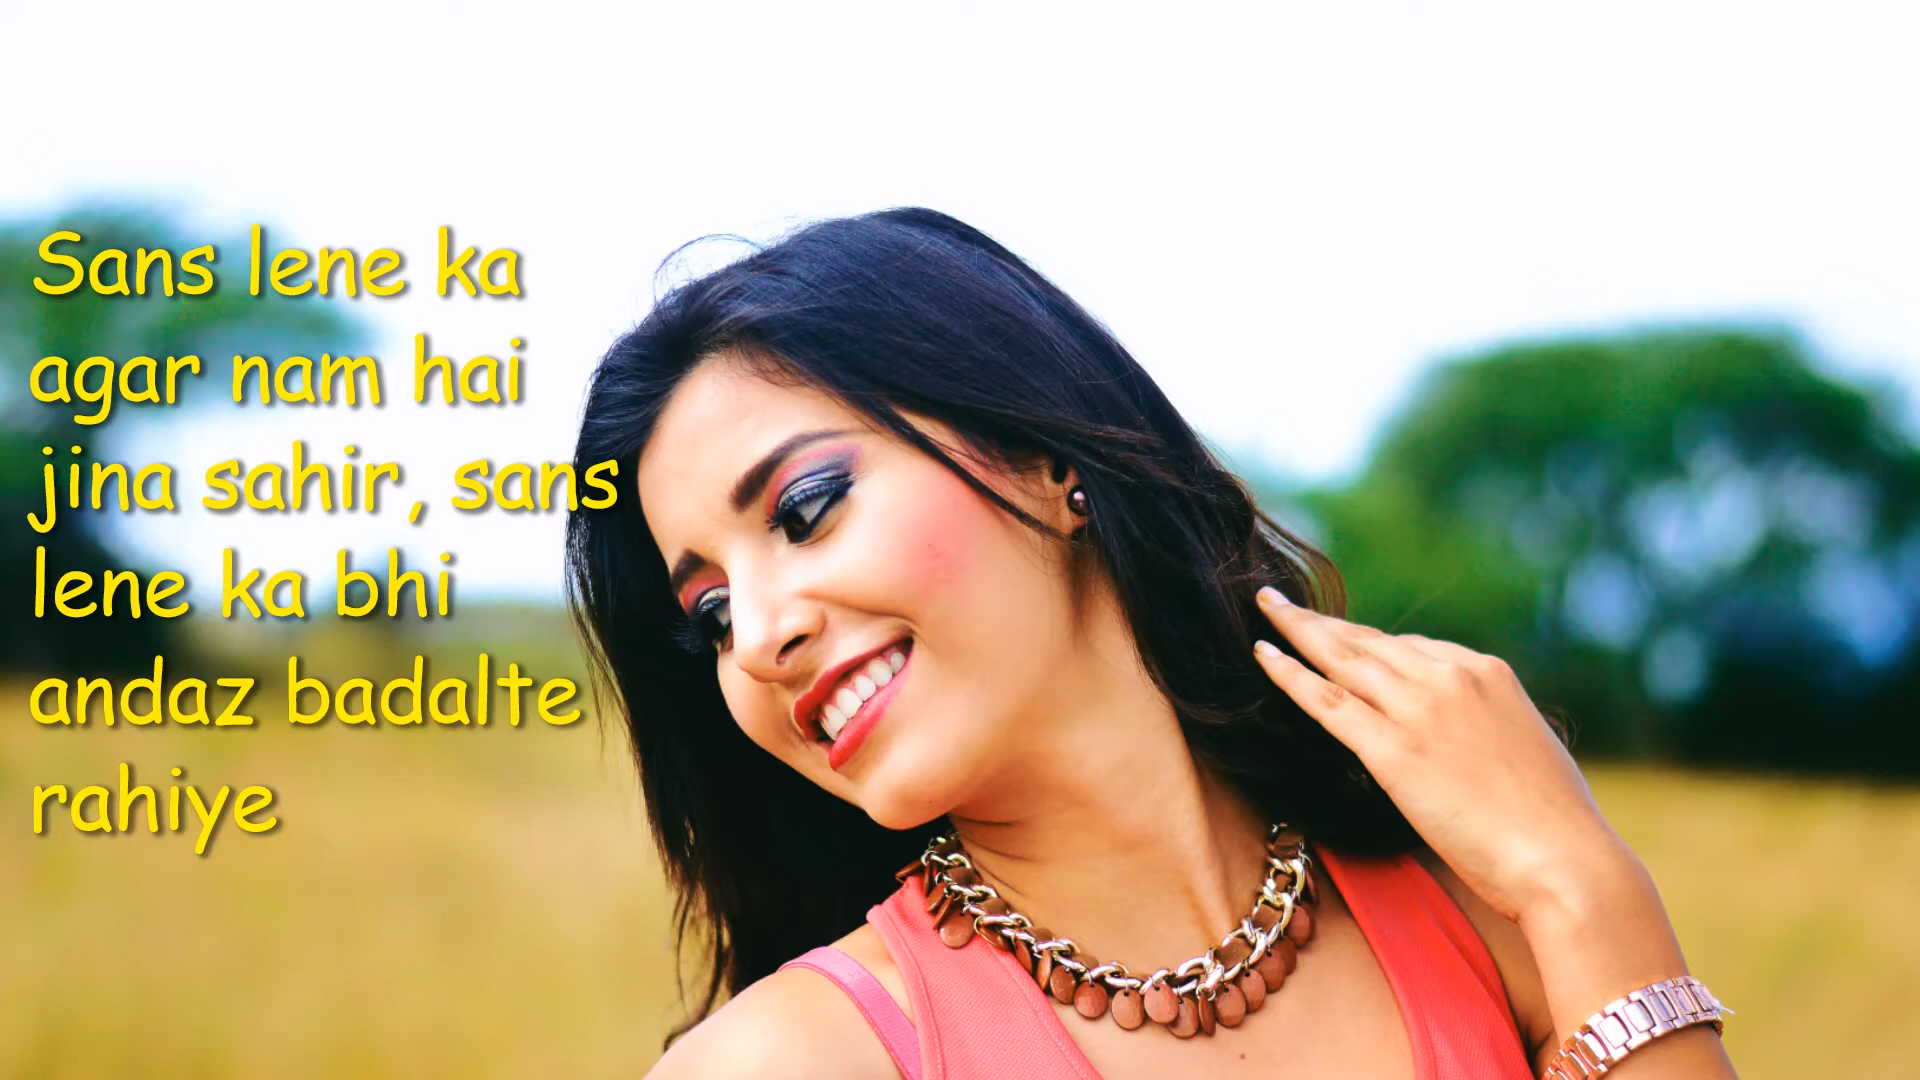 Sans lene ka
agar nam hai
jina sahir, sans
lene ka bhi
andaz badalte
rahiye